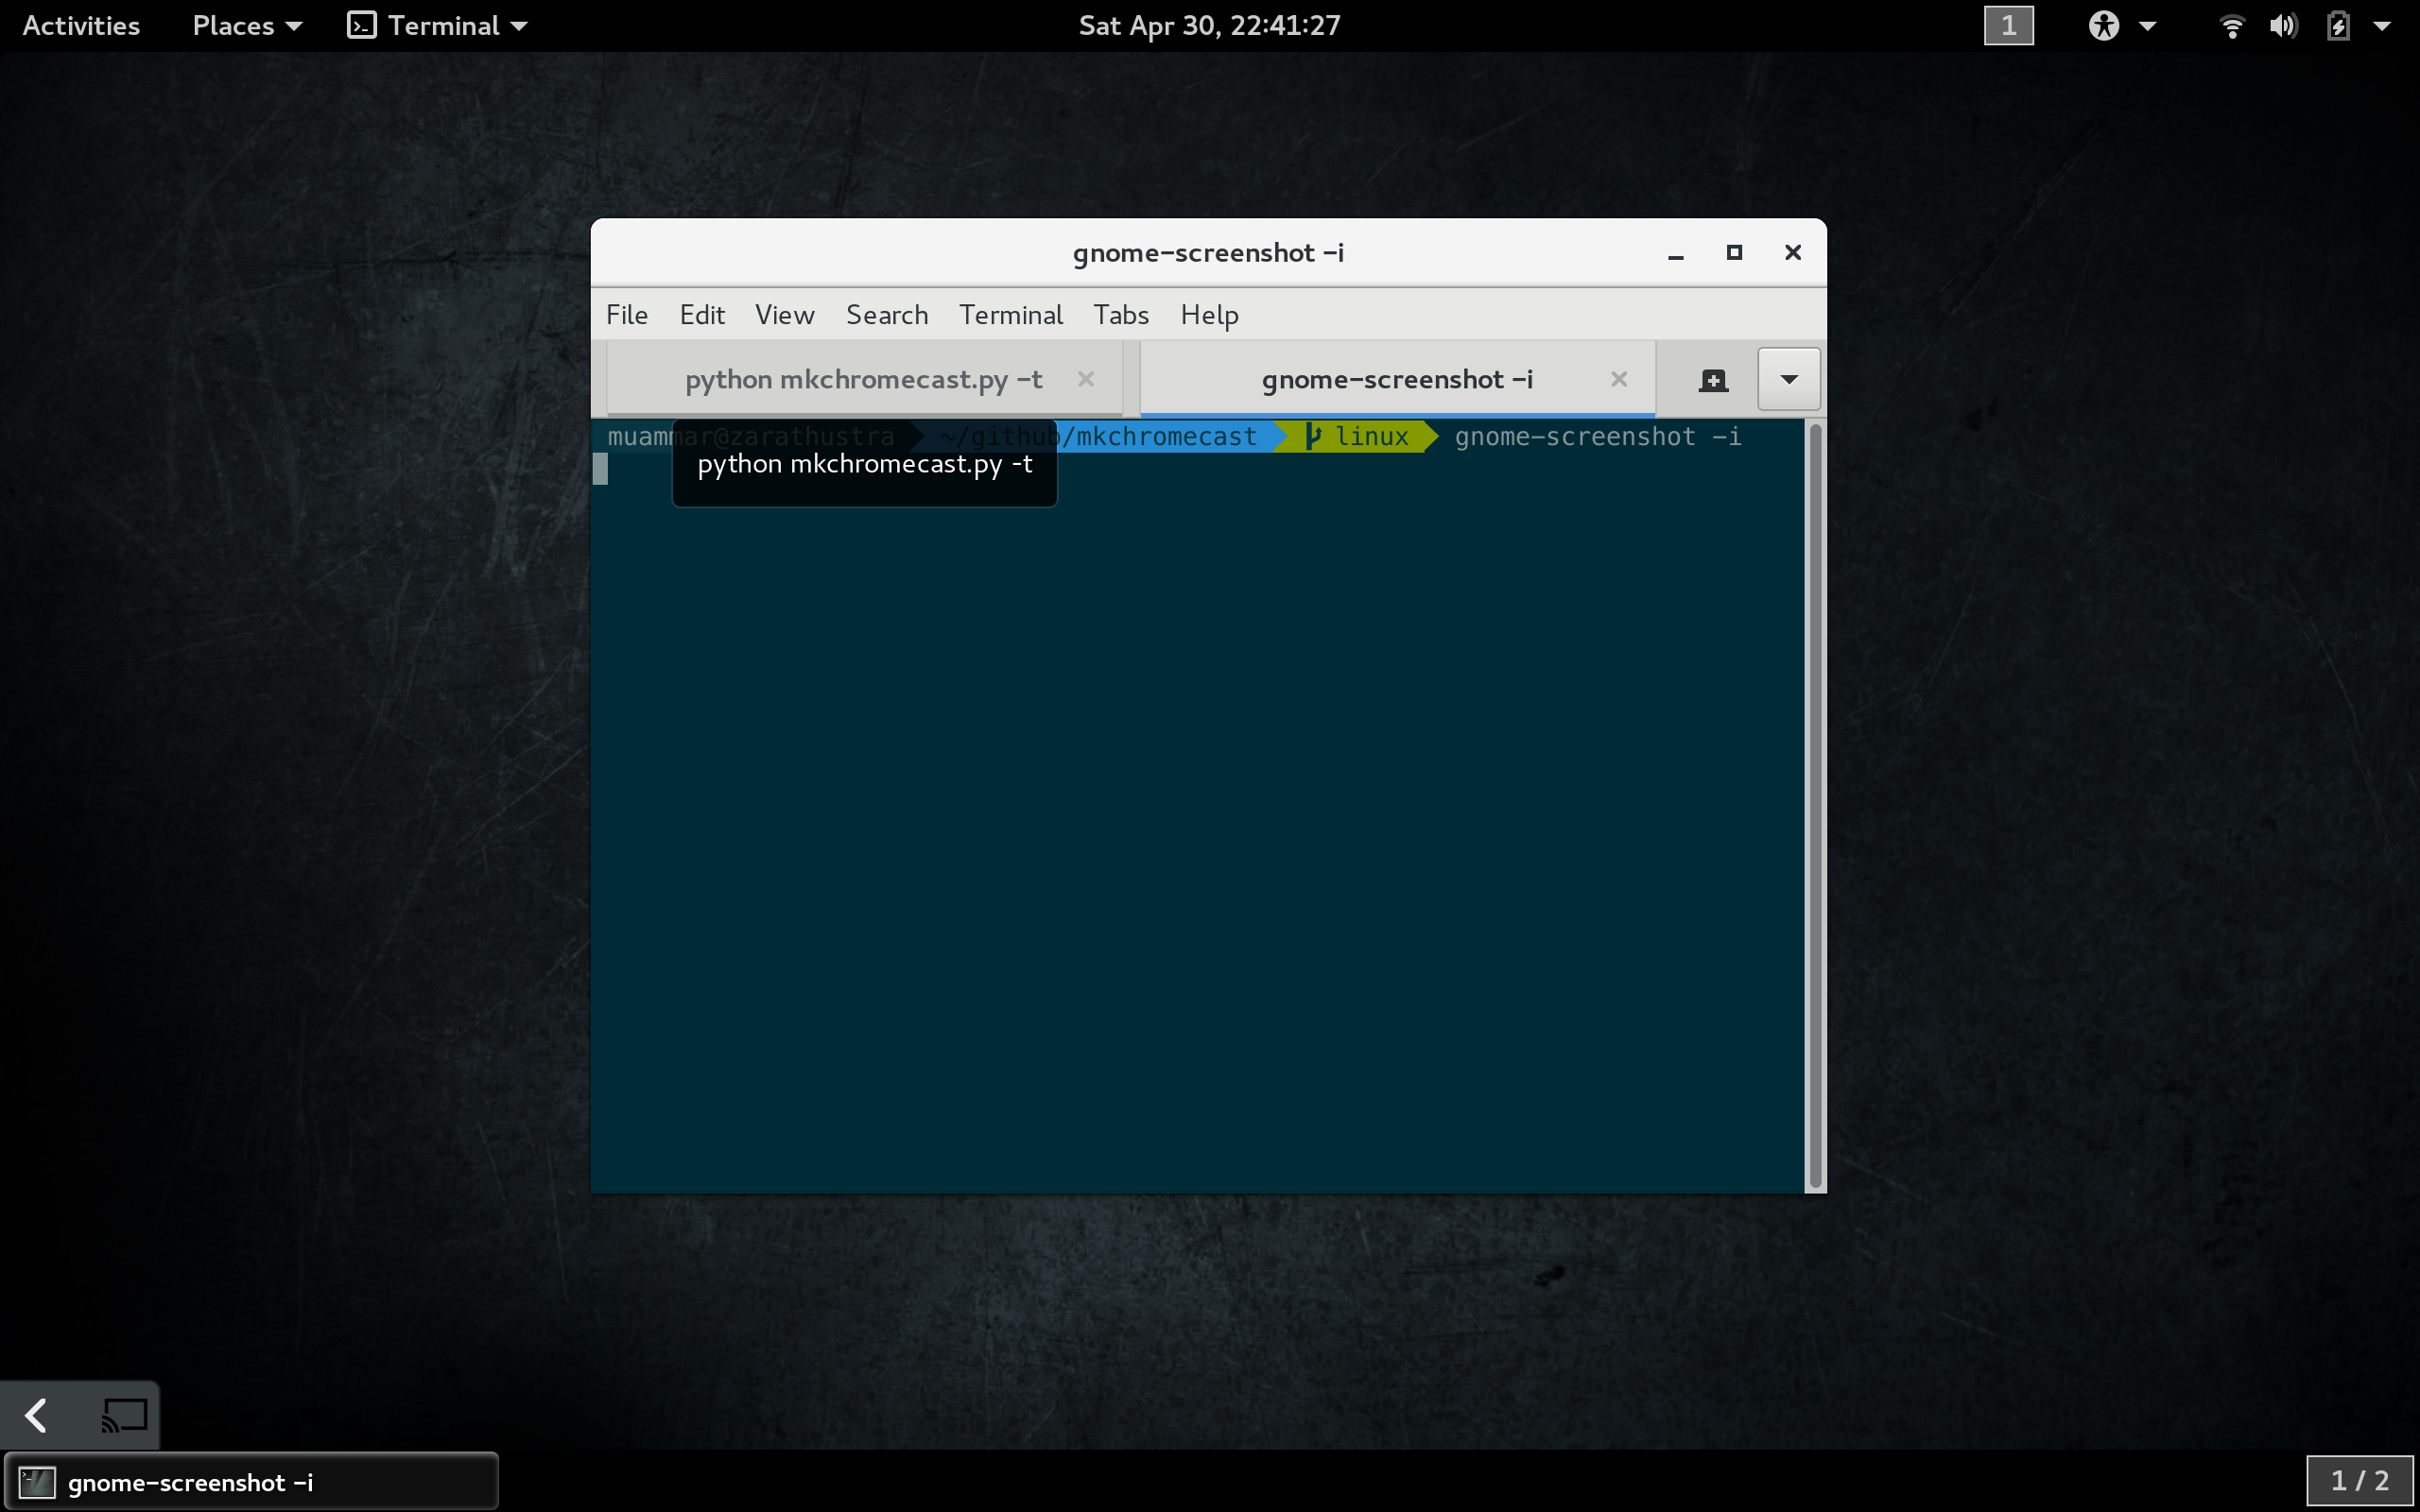 Activities Places Terminal Sat Apr 30, 22:41:27 1
gnome-screenshot -i
File Edit View Search Terminal Tabs Help
python mkchromecast.py -t gnome-screenshot -i
muammar@zarathustra ~/github/mkchromecast linux gnome-screenshot -i
python mkchromecast.py -t
gnome-screenshot -i 1 / 2